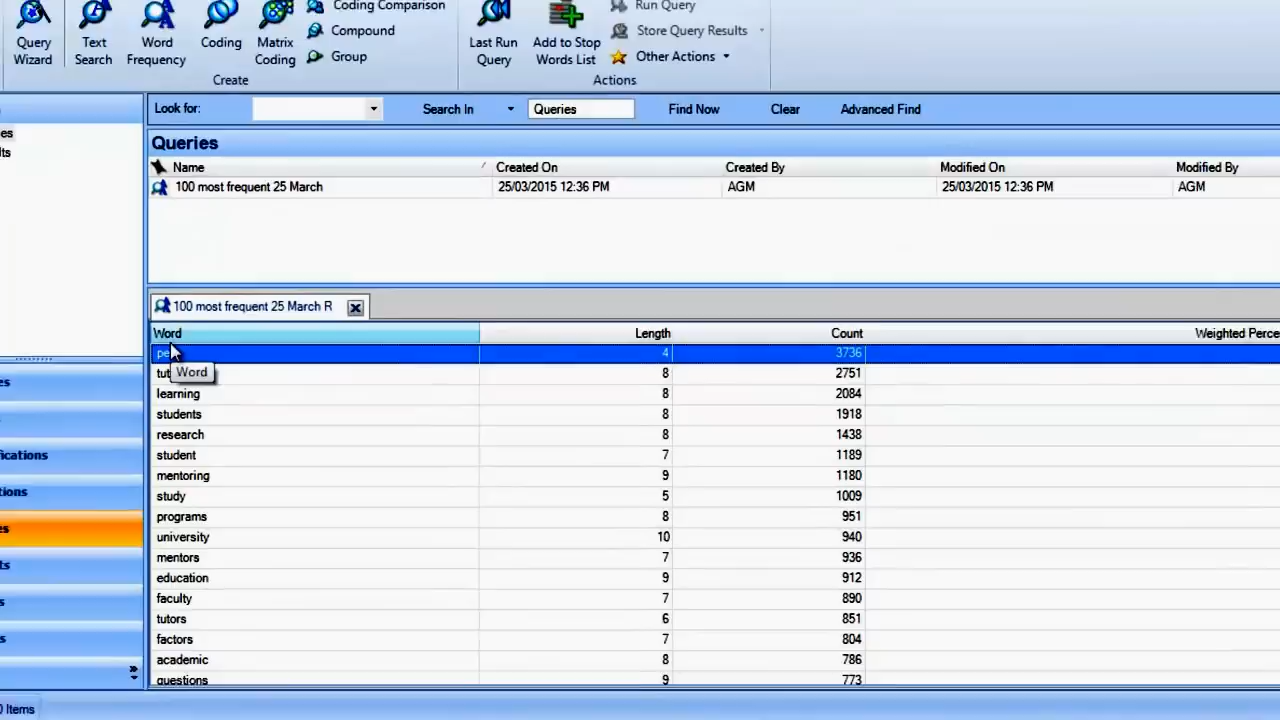 Coding Comparison
Run Query
Compound
Store Query Results
Group
Other Actions
Query Wizard
Text Search
Word Frequency
Coding
Matrix Coding
Last Run Query
Add to Stop Words List
Create
Actions
Look for:
Search In
Queries
Find Now
Clear
Advanced Find
Queries
Name Created On Created By Modified On Modified By
100 most frequent 25 March 25/03/2015 12:36 PM AGM 25/03/2015 12:36 PM AGM
100 most frequent 25 March R
Word Length Count Weighted Perce
4 3736
Word
8 2751
learning 8 2084
students 8 1918
research 8 1438
student 7 1189
mentoring 9 1180
study 5 1009
programs 8 951
university 10 940
mentors 7 936
education 9 912
faculty 7 890
tutors 6 851
factors 7 804
academic 8 786
questions 9 773
Items